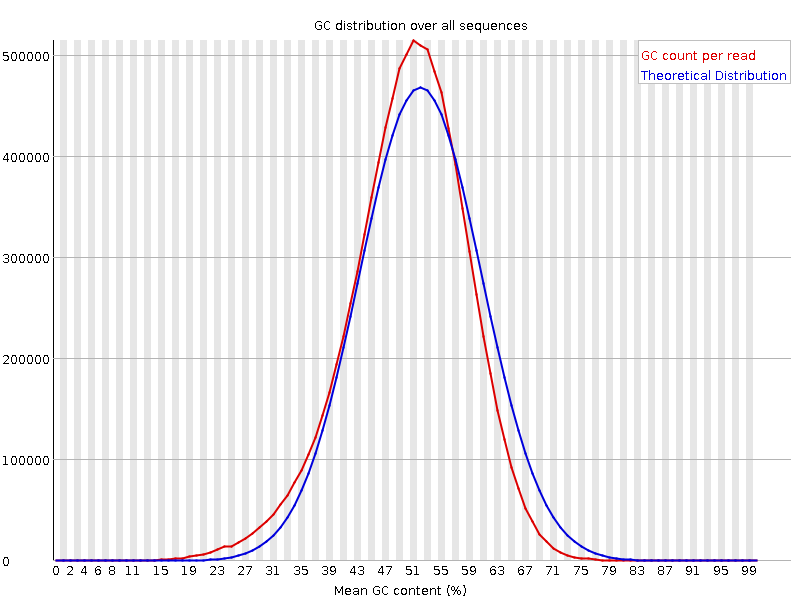 GC distribution over all sequences
GC count per read
Theoretical Distribution
500000
400000
300000
200000
100000
0
0 2 4 6 8 11 15 19 23 27 31 35 39 43 47 51 55 59 63 67 71 75 79 83 87 91 95 99
Mean GC content (%)